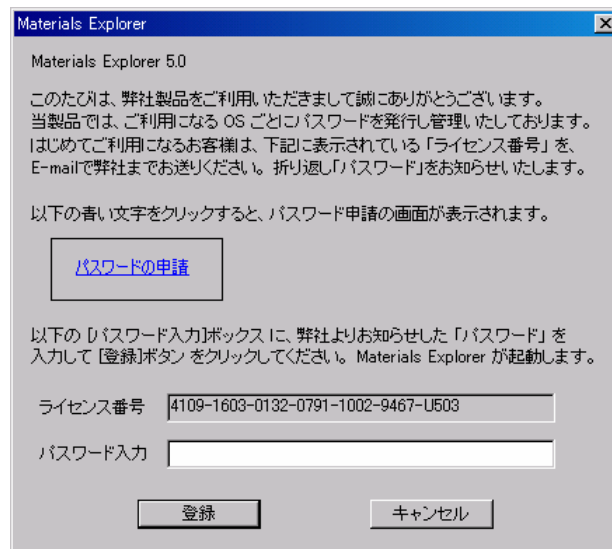 Materials Explorer
Materials Explorer 5.0
このたびは、弊社製品をご利用いただきまして誠にありがとうございます。
当製品では、ご利用になる OS ごとにパスワードを発行し管理いたしております。
はじめてご利用になるお客様は、下記に表示されている「ライセンス番号」を、
E-mailで弊社までお送りください。折り返し「パスワード」をお知らせいたします。
以下の青い文字をクリックすると、パスワード申請の画面が表示されます。
パスワードの申請
以下の [パスワード入力]ボックス に、弊社よりお知らせした「パスワード」を
入力して [登録]ボタン をクリックしてください。Materials Explorer が起動します。
ライセンス番号 4109-1603-0132-0791-1002-9467-U503
パスワード入力
登録 キャンセル